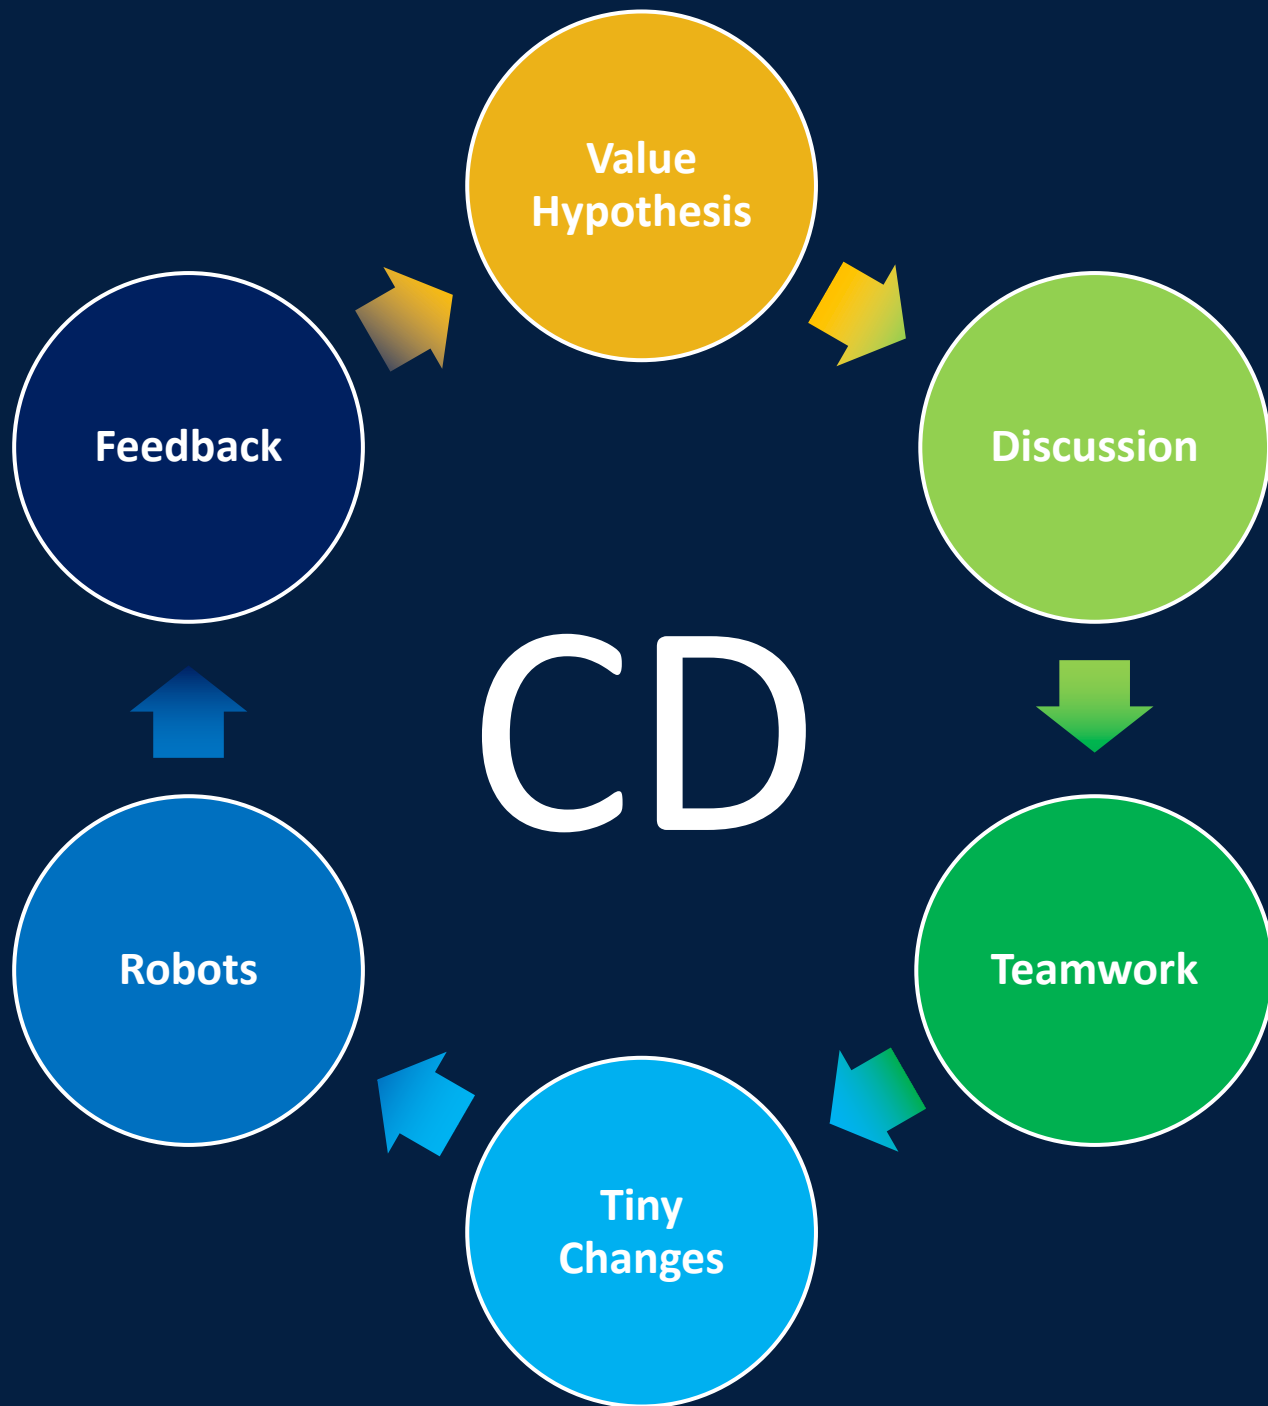 Value
Hypothesis
Discussion
Teamwork
Tiny
Changes
Robots
Feedback
CD